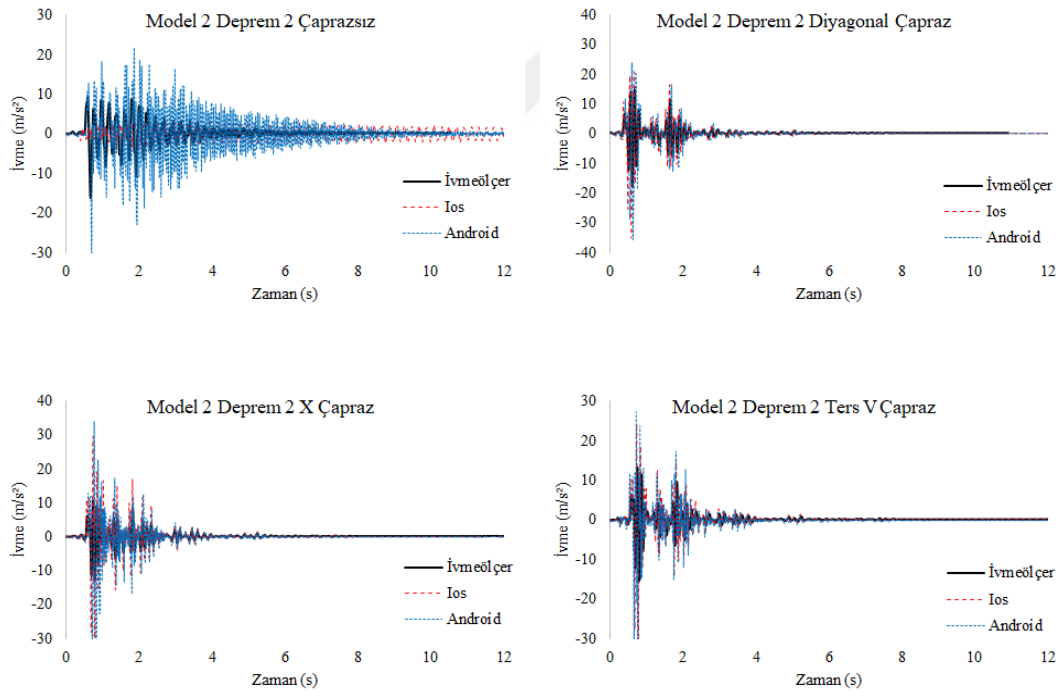 Model 2 Deprem 2 Çaprazsız
30
20
10
0
-10
-20
-30
İvme (m/s²)
0 2 4 6 8 10 12
Zaman (s)
İvmeölçer
Ios
Android
Model 2 Deprem 2 Diyagonal Çapraz
40
30
20
10
0
-10
-20
-30
-40
İvme (m/s²)
0 2 4 6 8 10 12
Zaman (s)
İvmeölçer
Ios
Android
Model 2 Deprem 2 X Çapraz
40
30
20
10
0
-10
-20
-30
İvme (m/s²)
0 2 4 6 8 10 12
Zaman (s)
İvmeölçer
Ios
Android
Model 2 Deprem 2 Ters V Çapraz
30
20
10
0
-10
-20
-30
İvme (m/s²)
0 2 4 6 8 10 12
Zaman (s)
İvmeölçer
Ios
Android